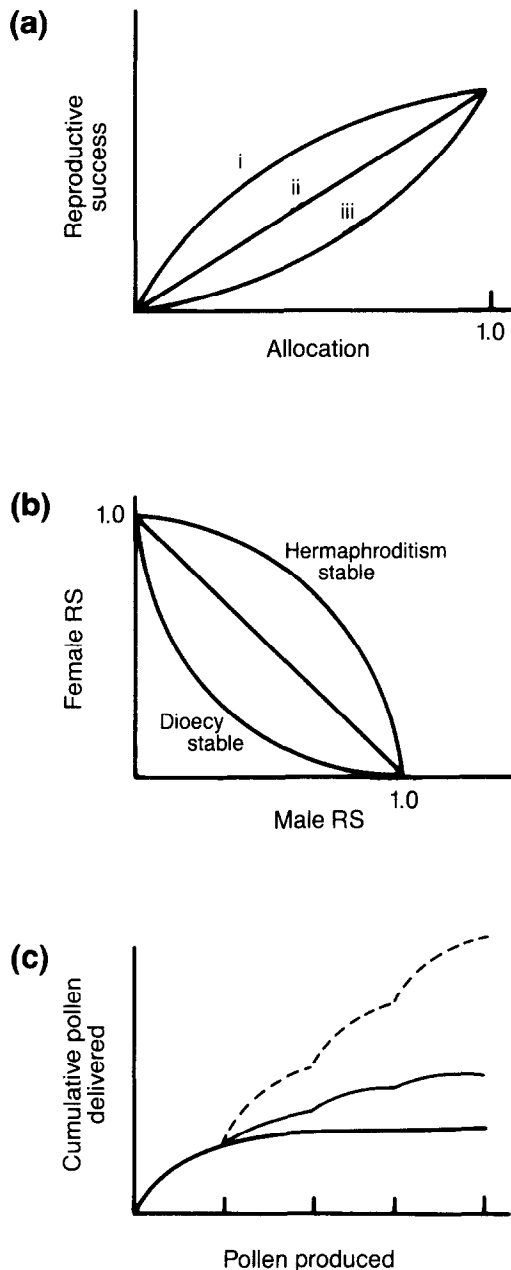 (a)
Reproductive
success
i
ii
iii
1.0
Allocation
(b)
1.0
Female RS
Hermaphroditism
stable
Dioecy
stable
1.0
Male RS
(c)
Cumulative pollen
delivered
Pollen produced